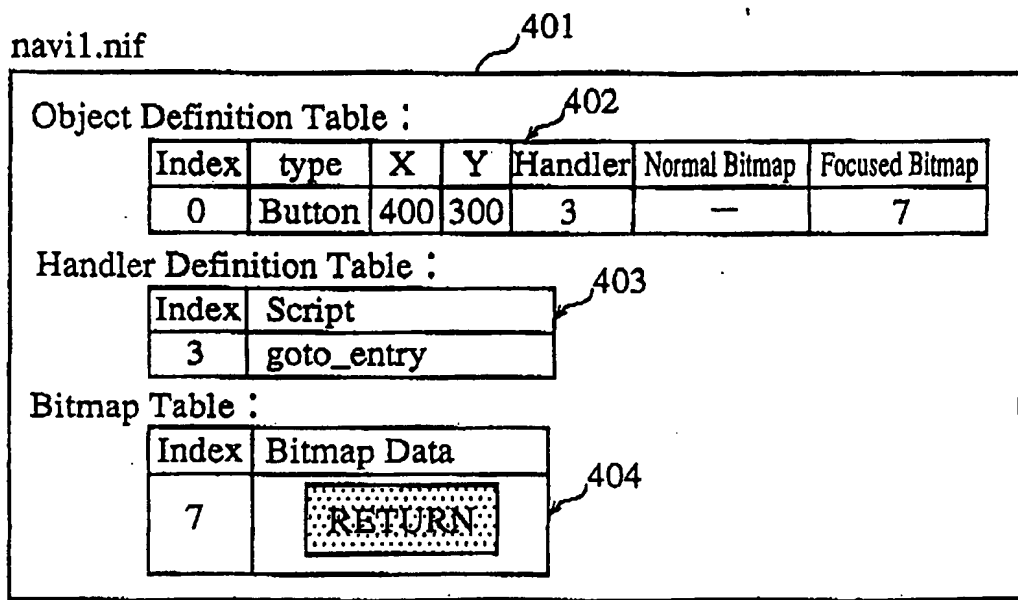 navi1.nif
401
Object Definition Table :
402
Index type X Y Handler Normal Bitmap Focused Bitmap
0 Button 400 300 3 — 7
Handler Definition Table :
403
Index Script
3 goto_entry
Bitmap Table :
Index Bitmap Data
404
7 RETURN